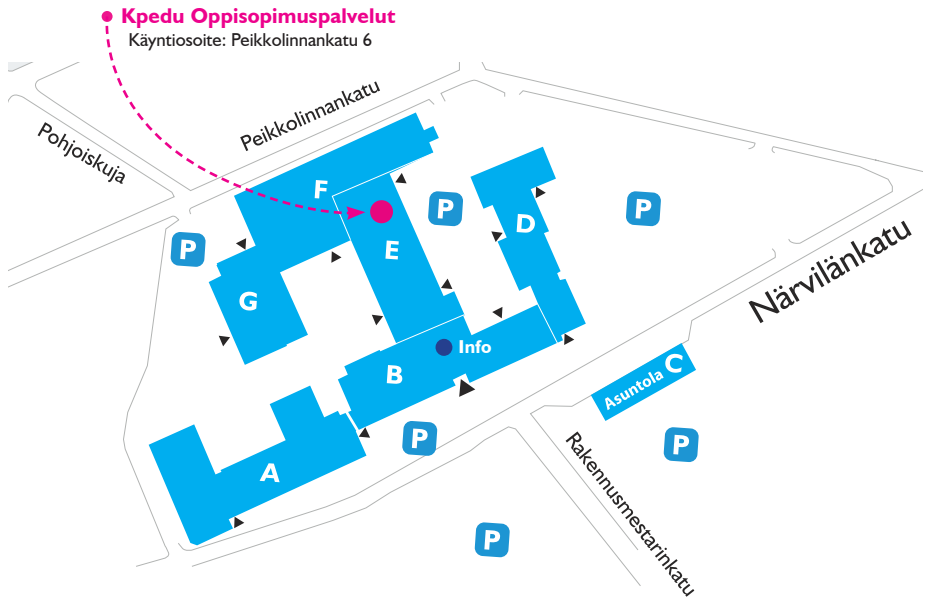 Kpedu Oppisopimuspalvelut
Käyntiosoite: Peikkolinnankatu 6
Peikkolinnankatu
Pohjoiskuja
F
P
P
D
P
E
Närvilänkatu
G
Info
B
Asuntola C
P
P
A
Rakennusmestarinkatu
P